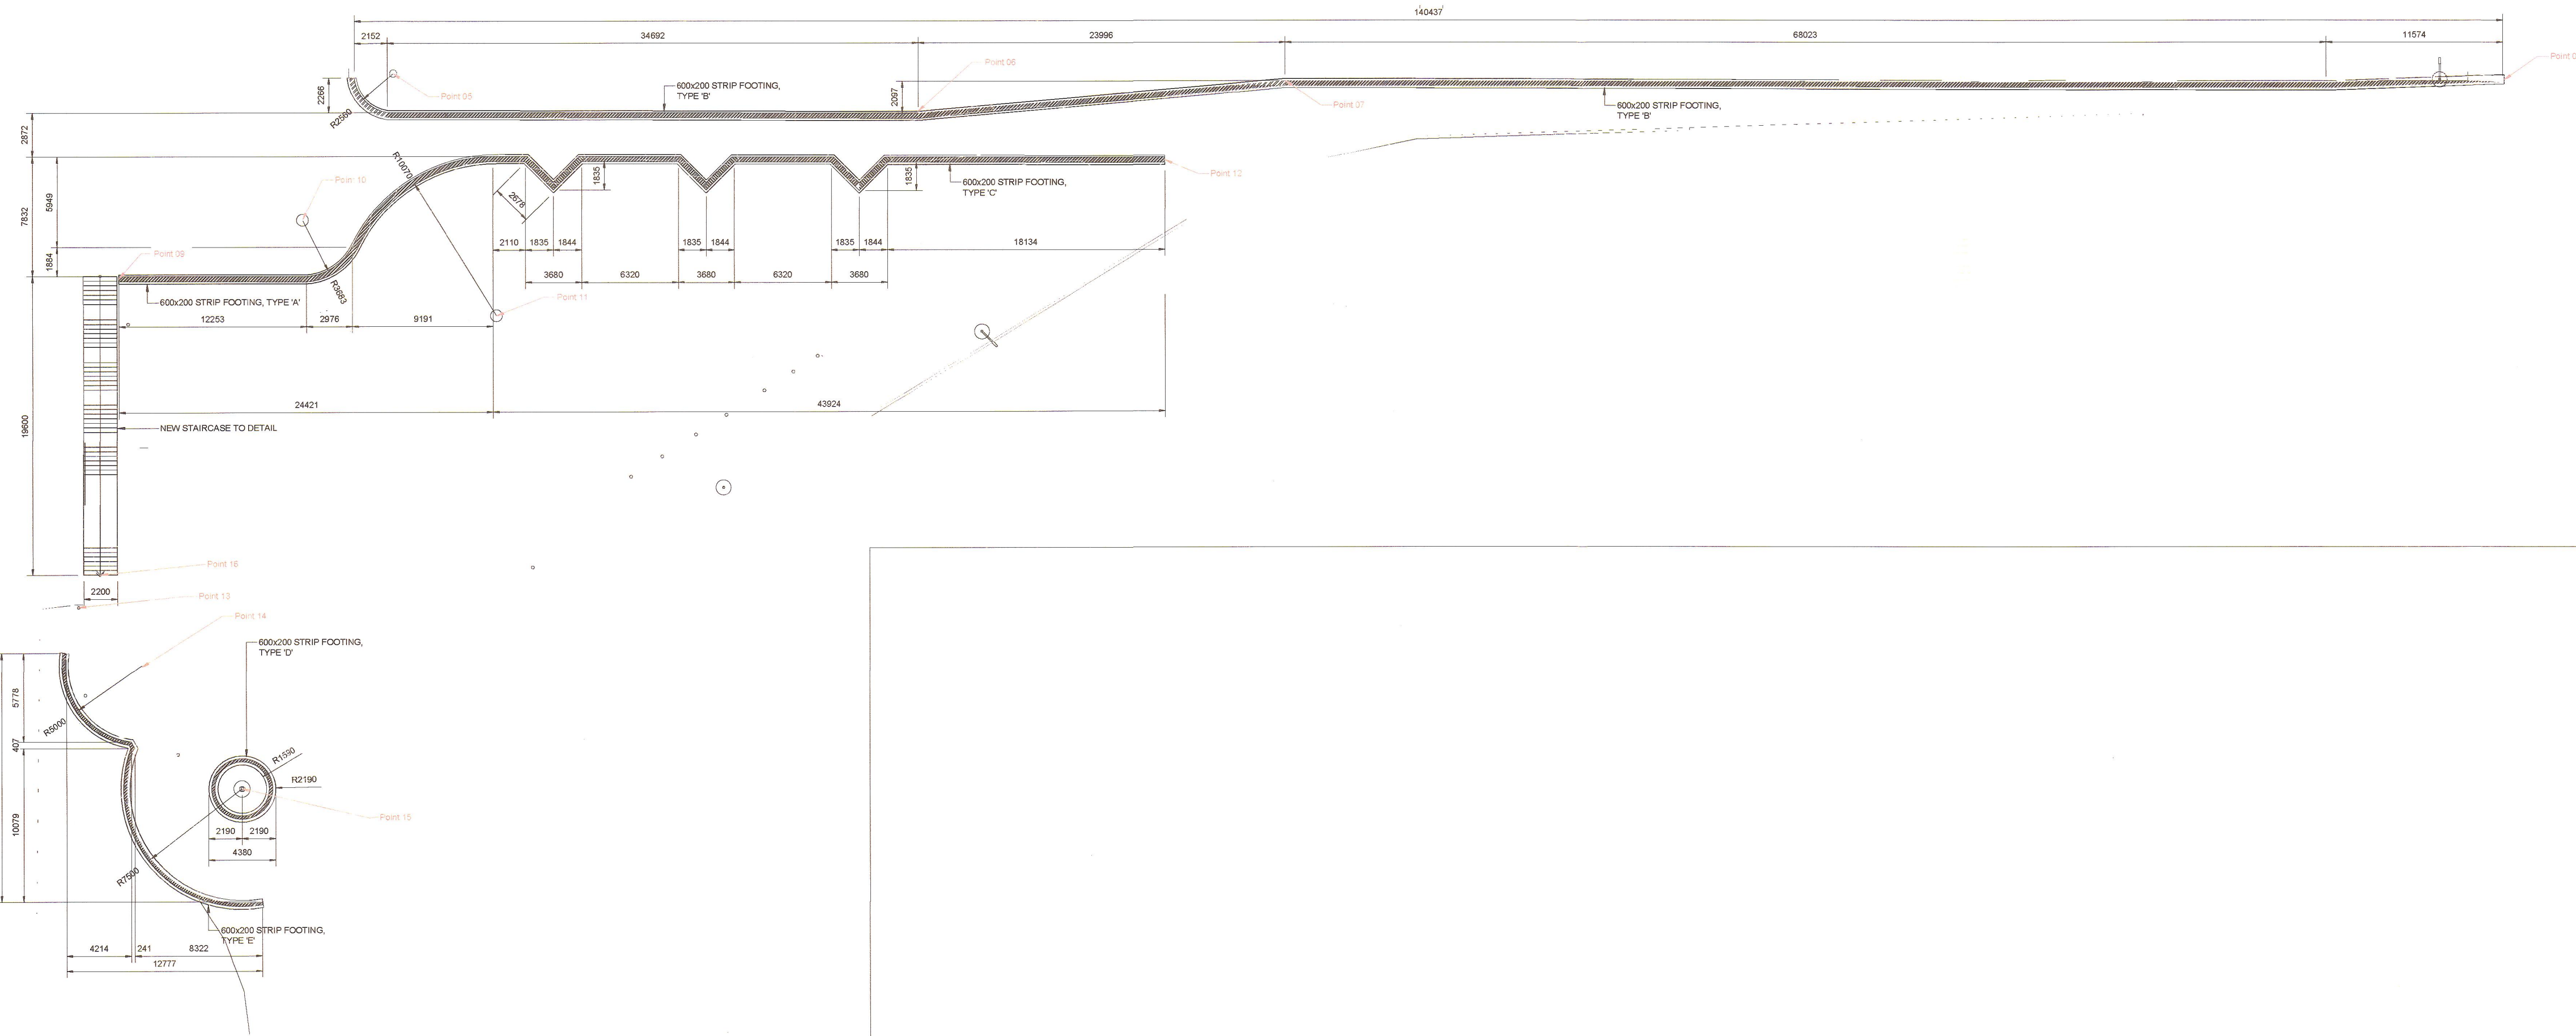 140437
2152
34692
23996
68023
11574
Point 06
Point 05
2266
R2560
600x200 STRIP FOOTING,
TYPE 'B'
2097
Point 07
600x200 STRIP FOOTING,
TYPE 'B'
2872
7832
5949
1884
Point 10
R10070
2678
1835
1835
600x200 STRIP FOOTING,
TYPE 'C'
Point 12
2110
1835
1844
1835
1844
1835
1844
18134
3680
6320
3680
6320
3680
Point 09
R3683
600x200 STRIP FOOTING, TYPE 'A'
Point 11
12253
2976
9191
24421
43924
19600
NEW STAIRCASE TO DETAIL
Point 16
2200
Point 13
Point 14
600x200 STRIP FOOTING,
TYPE 'D'
5778
R5000
407
R1590
R2190
Point 15
2190
2190
4380
10079
R7500
600x200 STRIP FOOTING,
TYPE 'E'
4214
241
8322
12777